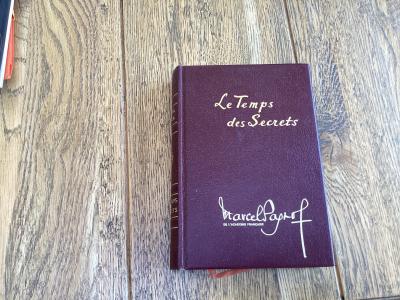 Le Temps
des Secrets
Marcel Pagnol
DE L'ACADÉMIE FRANÇAISE